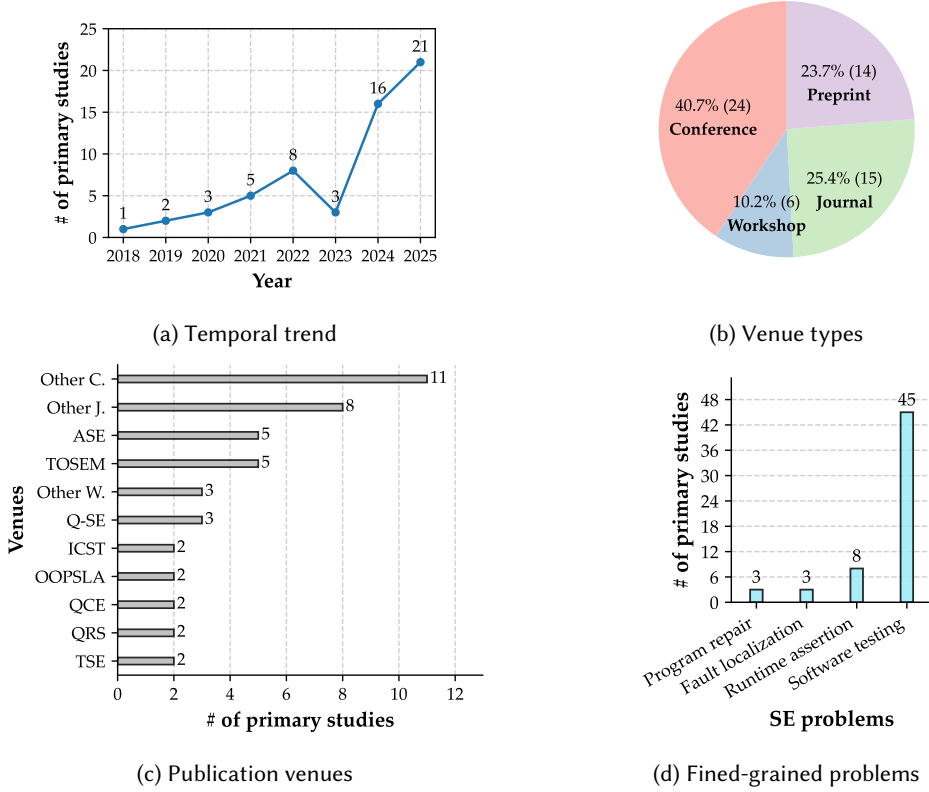 25
20
15
10
5
0
# of primary studies
1
2
3
5
8
3
16
21
2018 2019 2020 2021 2022 2023 2024 2025
Year
(a) Temporal trend
23.7% (14)
Preprint
40.7% (24)
Conference
25.4% (15)
Journal
10.2% (6)
Workshop
(b) Venue types
Venues
Other C. 11
Other J. 8
ASE 5
TOSEM 5
Other W. 3
Q-SE 3
ICST 2
OOPSLA 2
QCE 2
QRS 2
TSE 2
0 2 4 6 8 10 12
# of primary studies
(c) Publication venues
# of primary studies
48
42
36
30
24
18
12
6
0
3
3
8
45
Program repair
Fault localization
Runtime assertion
Software testing
SE problems
(d) Fined-grained problems